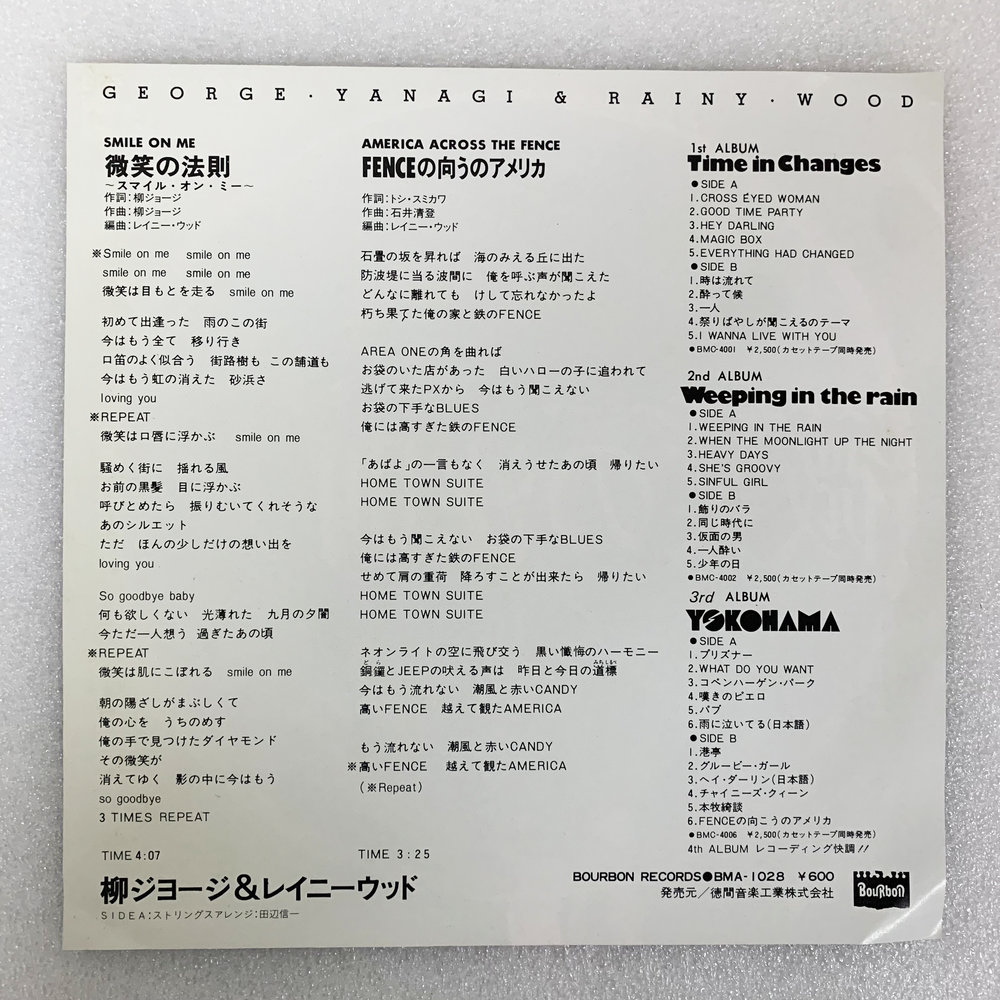 GEORGE・YANAGI & RAINY・WOOD
SMILE ON ME
微笑の法則
～スマイル・オン・ミー～
作詞:柳ジョージ
作曲:柳ジョージ
編曲:レイニー・ウッド
※Smile on me smile on me
smile on me smile on me
微笑は目もとを走る smile on me
初めて出逢った 雨のこの街
今はもう全て 移り行き
口笛のよく似合う 街路樹も この舗道も
今はもう虹の消えた 砂浜さ
loving you
※REPEAT
微笑は口唇に浮かぶ smile on me
騒めく街に 揺れる風
お前の黒髪 目に浮かぶ
呼びとめたら 振りむいてくれそうな
あのシルエット
ただ ほんの少しだけの想い出を
loving you
So goodbye baby
何も欲しくない 光薄れた 九月の夕闇
今ただ一人想う 過ぎたあの頃
※REPEAT
微笑は肌にこぼれる smile on me
朝の陽ざしがまぶしくて
俺の心を うちのめす
俺の手で見つけたダイヤモンド
その微笑が
消えてゆく 影の中に今はもう
so goodbye
3 TIMES REPEAT
TIME 4:07
柳ジョージ&レイニーウッド
SIDEA:ストリングスアレンジ:田辺信一
AMERICA ACROSS THE FENCE
FENCEの向うのアメリカ
作詞:トシ・スミカワ
作曲:石井清登
編曲:レイニー・ウッド
石畳の坂を昇れば 海のみえる丘に出た
防波堤に当る波間に 俺を呼ぶ声が聞こえた
どんなに離れても けして忘れなかったよ
朽ち果てた俺の家と鉄のFENCE
AREA ONEの角を曲れば
お袋のいた店があった 白いハローの子に追われて
逃げて来たPXから 今はもう聞こえない
お袋の下手なBLUES
俺には高すぎた鉄のFENCE
「あばよ」の一言もなく 消えうせたあの頃 帰りたい
HOME TOWN SUITE
HOME TOWN SUITE
今はもう聞こえない お袋の下手なBLUES
俺には高すぎた鉄のFENCE
せめて肩の重荷 降ろすことが出来たら 帰りたい
HOME TOWN SUITE
HOME TOWN SUITE
ネオンライトの空に飛び交う 黒い懺悔のハーモニー
銅鑼とJEEPの吠える声は 昨日と今日の道標
今はもう流れない 潮風と赤いCANDY
高いFENCE 越えて観たAMERICA
もう流れない 潮風と赤いCANDY
※高いFENCE 越えて観たAMERICA
(※Repeat)
TIME 3:25
1st ALBUM
Time in Changes
●SIDE A
1.CROSS EYED WOMAN
2.GOOD TIME PARTY
3.HEY DARLING
4.MAGIC BOX
5.EVERYTHING HAD CHANGED
●SIDE B
1.時は流れて
2.酔って候
3.一人
4.祭りばやしが聞こえるのテーマ
5.I WANNA LIVE WITH YOU
●BMC-4001 ¥2,500(カセットテープ同時発売)
2nd ALBUM
Weeping in the rain
●SIDE A
1.WEEPING IN THE RAIN
2.WHEN THE MOONLIGHT UP THE NIGHT
3.HEAVY DAYS
4.SHE'S GROOVY
5.SINFUL GIRL
●SIDE B
1.飾りのバラ
2.同じ時代に
3.仮面の男
4.一人酔い
5.少年の日
●BMC-4002 ¥2,500(カセットテープ同時発売)
3rd ALBUM
YOKOHAMA
●SIDE A
1.プリズナー
2.WHAT DO YOU WANT
3.コペンハーゲン・パーク
4.嘆きのピエロ
5.パブ
6.雨に泣いてる(日本語)
●SIDE B
1.港亭
2.グルービー・ガール
3.ヘイ・ダーリン(日本語)
4.チャイニーズ・クィーン
5.本牧綺談
6.FENCEの向こうのアメリカ
●BMC-4006 ¥2,500(カセットテープ同時発売)
4th ALBUM レコーディング快調!!
BOURBON RECORDS●BMA-1028 ¥600
発売元/徳間音楽工業株式会社
BOURBON